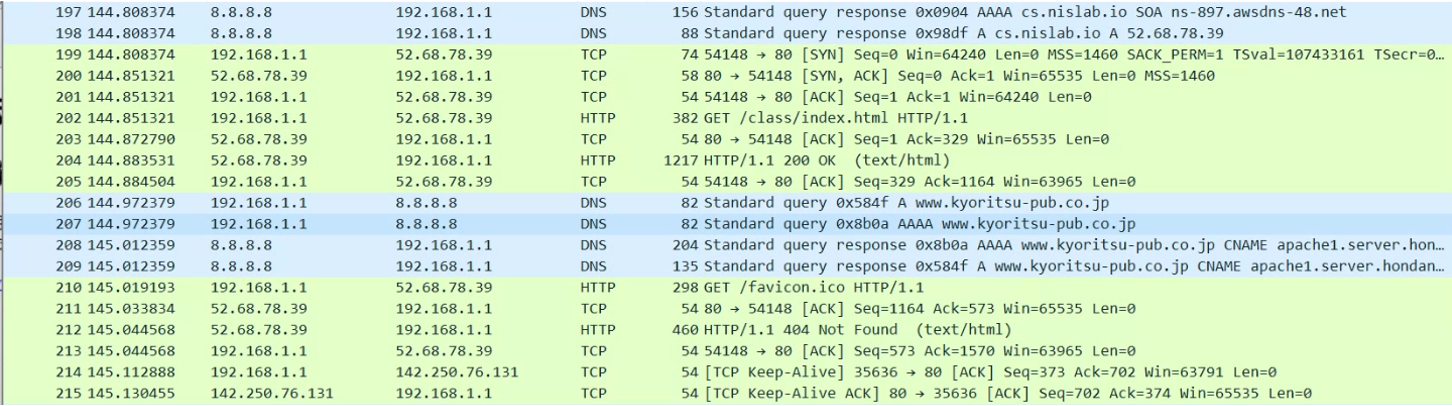 197 144.808374 8.8.8.8 192.168.1.1 DNS 156 Standard query response 0x0904 AAAA cs.nislab.io SOA ns-897.awsdns-48.net
198 144.808374 8.8.8.8 192.168.1.1 DNS 88 Standard query response 0x98df A cs.nislab.io A 52.68.78.39
199 144.808374 192.168.1.1 52.68.78.39 TCP 74 54148 → 80 [SYN] Seq=0 Win=64240 Len=0 MSS=1460 SACK_PERM=1 TSval=107433161 TSecr=0…
200 144.851321 52.68.78.39 192.168.1.1 TCP 58 80 → 54148 [SYN, ACK] Seq=0 Ack=1 Win=65535 Len=0 MSS=1460
201 144.851321 192.168.1.1 52.68.78.39 TCP 54 54148 → 80 [ACK] Seq=1 Ack=1 Win=64240 Len=0
202 144.851321 192.168.1.1 52.68.78.39 HTTP 382 GET /class/index.html HTTP/1.1
203 144.872790 52.68.78.39 192.168.1.1 TCP 54 80 → 54148 [ACK] Seq=1 Ack=329 Win=65535 Len=0
204 144.883531 52.68.78.39 192.168.1.1 HTTP 1217 HTTP/1.1 200 OK (text/html)
205 144.884504 192.168.1.1 52.68.78.39 TCP 54 54148 → 80 [ACK] Seq=329 Ack=1164 Win=63965 Len=0
206 144.972379 192.168.1.1 8.8.8.8 DNS 82 Standard query 0x584f A www.kyoritsu-pub.co.jp
207 144.972379 192.168.1.1 8.8.8.8 DNS 82 Standard query 0x8b0a AAAA www.kyoritsu-pub.co.jp
208 145.012359 8.8.8.8 192.168.1.1 DNS 204 Standard query response 0x8b0a AAAA www.kyoritsu-pub.co.jp CNAME apache1.server.hon…
209 145.012359 8.8.8.8 192.168.1.1 DNS 135 Standard query response 0x584f A www.kyoritsu-pub.co.jp CNAME apache1.server.hondan…
210 145.019193 192.168.1.1 52.68.78.39 HTTP 298 GET /favicon.ico HTTP/1.1
211 145.033834 52.68.78.39 192.168.1.1 TCP 54 80 → 54148 [ACK] Seq=1164 Ack=573 Win=65535 Len=0
212 145.044568 52.68.78.39 192.168.1.1 HTTP 460 HTTP/1.1 404 Not Found (text/html)
213 145.044568 192.168.1.1 52.68.78.39 TCP 54 54148 → 80 [ACK] Seq=573 Ack=1570 Win=63965 Len=0
214 145.112888 192.168.1.1 142.250.76.131 TCP 54 [TCP Keep-Alive] 35636 → 80 [ACK] Seq=373 Ack=702 Win=63791 Len=0
215 145.130455 142.250.76.131 192.168.1.1 TCP 54 [TCP Keep-Alive ACK] 80 → 35636 [ACK] Seq=702 Ack=374 Win=65535 Len=0